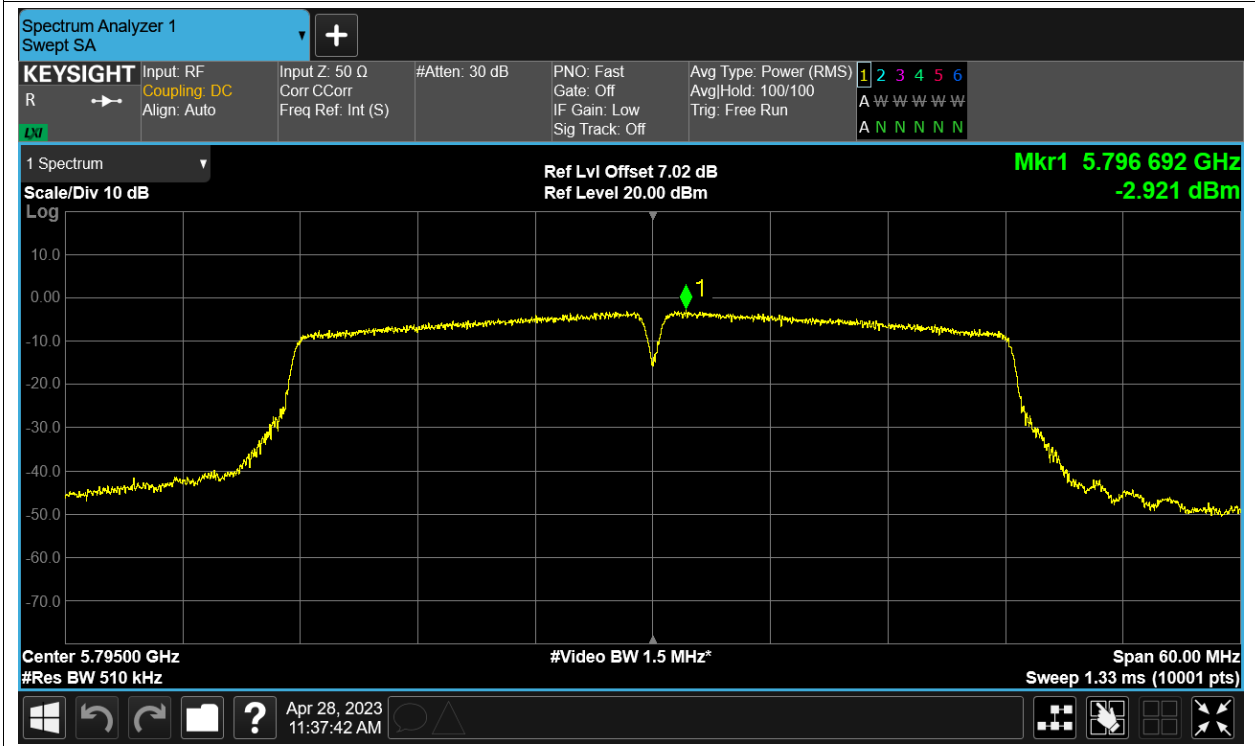 Spectrum Analyzer 1
Swept SA
+
KEYSIGHT
R
LXI
Input: RF
Coupling: DC
Align: Auto
Input Z: 50 Ω
Corr CCorr
Freq Ref: Int (S)
#Atten: 30 dB
PNO: Fast
Gate: Off
IF Gain: Low
Sig Track: Off
Avg Type: Power (RMS)
Avg|Hold: 100/100
Trig: Free Run
1 2 3 4 5 6
A W W W W W
A N N N N N
1 Spectrum
Scale/Div 10 dB
Log
Ref Lvl Offset 7.02 dB
Ref Level 20.00 dBm
Mkr1 5.796 692 GHz
-2.921 dBm
1
10.0
0.00
-10.0
-20.0
-30.0
-40.0
-50.0
-60.0
-70.0
Center 5.79500 GHz
#Res BW 510 kHz
#Video BW 1.5 MHz*
Span 60.00 MHz
Sweep 1.33 ms (10001 pts)
?
Apr 28, 2023
11:37:42 AM